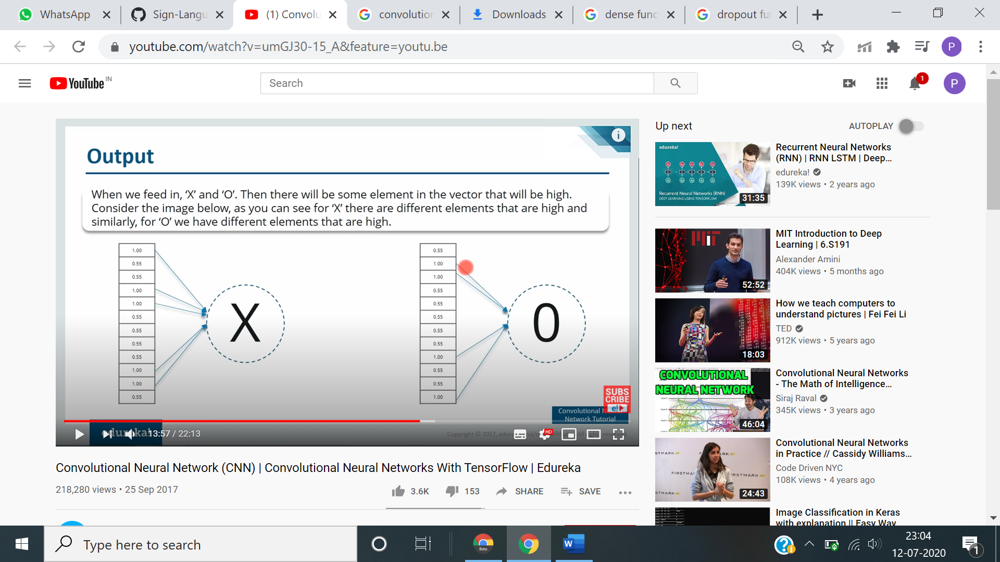 WhatsApp
Sign-Langu
(1) Convolu
convolution
Downloads
dense func
dropout fu
youtube.com/watch?v=umGJ30-15_A&feature=youtu.be
P
YouTube IN
Search
1
P
Output
When we feed in, ‘X’ and ‘O’. Then there will be some element in the vector that will be high.
Consider the image below, as you can see for ‘X’ there are different elements that are high and
similarly, for ‘O’ we have different elements that are high.
1.00
0.55
0.55
1.00
1.00
0.55
0.55
0.55
0.55
1.00
1.00
0.55
X
0.55
1.00
1.00
0.55
0.55
0.55
0.55
0.55
1.00
0.55
0.55
1.00
O
SUBS
CRIBE
e!
Convolutional Neural
Network Tutorial
edureka!
13:57 / 22:13
HD
Convolutional Neural Network (CNN) | Convolutional Neural Networks With TensorFlow | Edureka
218,280 views • 25 Sep 2017
3.6K
153
SHARE
SAVE
Up next
AUTOPLAY
edureka!
Recurrent Neural Networks (RNN)
DEEP LEARNING USING TENSORFLOW
31:35
Recurrent Neural Networks
(RNN) | RNN LSTM | Deep...
edureka!
139K views • 2 years ago
MIT
52:52
MIT Introduction to Deep
Learning | 6.S191
Alexander Amini
404K views • 5 months ago
18:03
How we teach computers to
understand pictures | Fei Fei Li
TED
912K views • 5 years ago
CONVOLUTIONAL
NEURAL NETWORK
46:04
Convolutional Neural Networks
- The Math of Intelligence...
Siraj Raval
345K views • 3 years ago
FIRSTMARK
24:43
Convolutional Neural Networks
in Practice // Cassidy Williams...
Code Driven NYC
108K views • 4 years ago
Image Classification in Keras
with explanation || Easy Way
Type here to search
Beta
W
23:04
12-07-2020
1